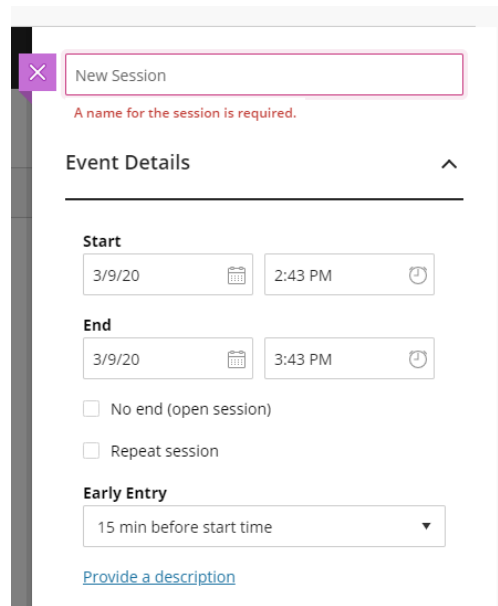 New Session
A name for the session is required.
Event Details
Start
3/9/20 2:43 PM
End
3/9/20 3:43 PM
No end (open session)
Repeat session
Early Entry
15 min before start time
Provide a description